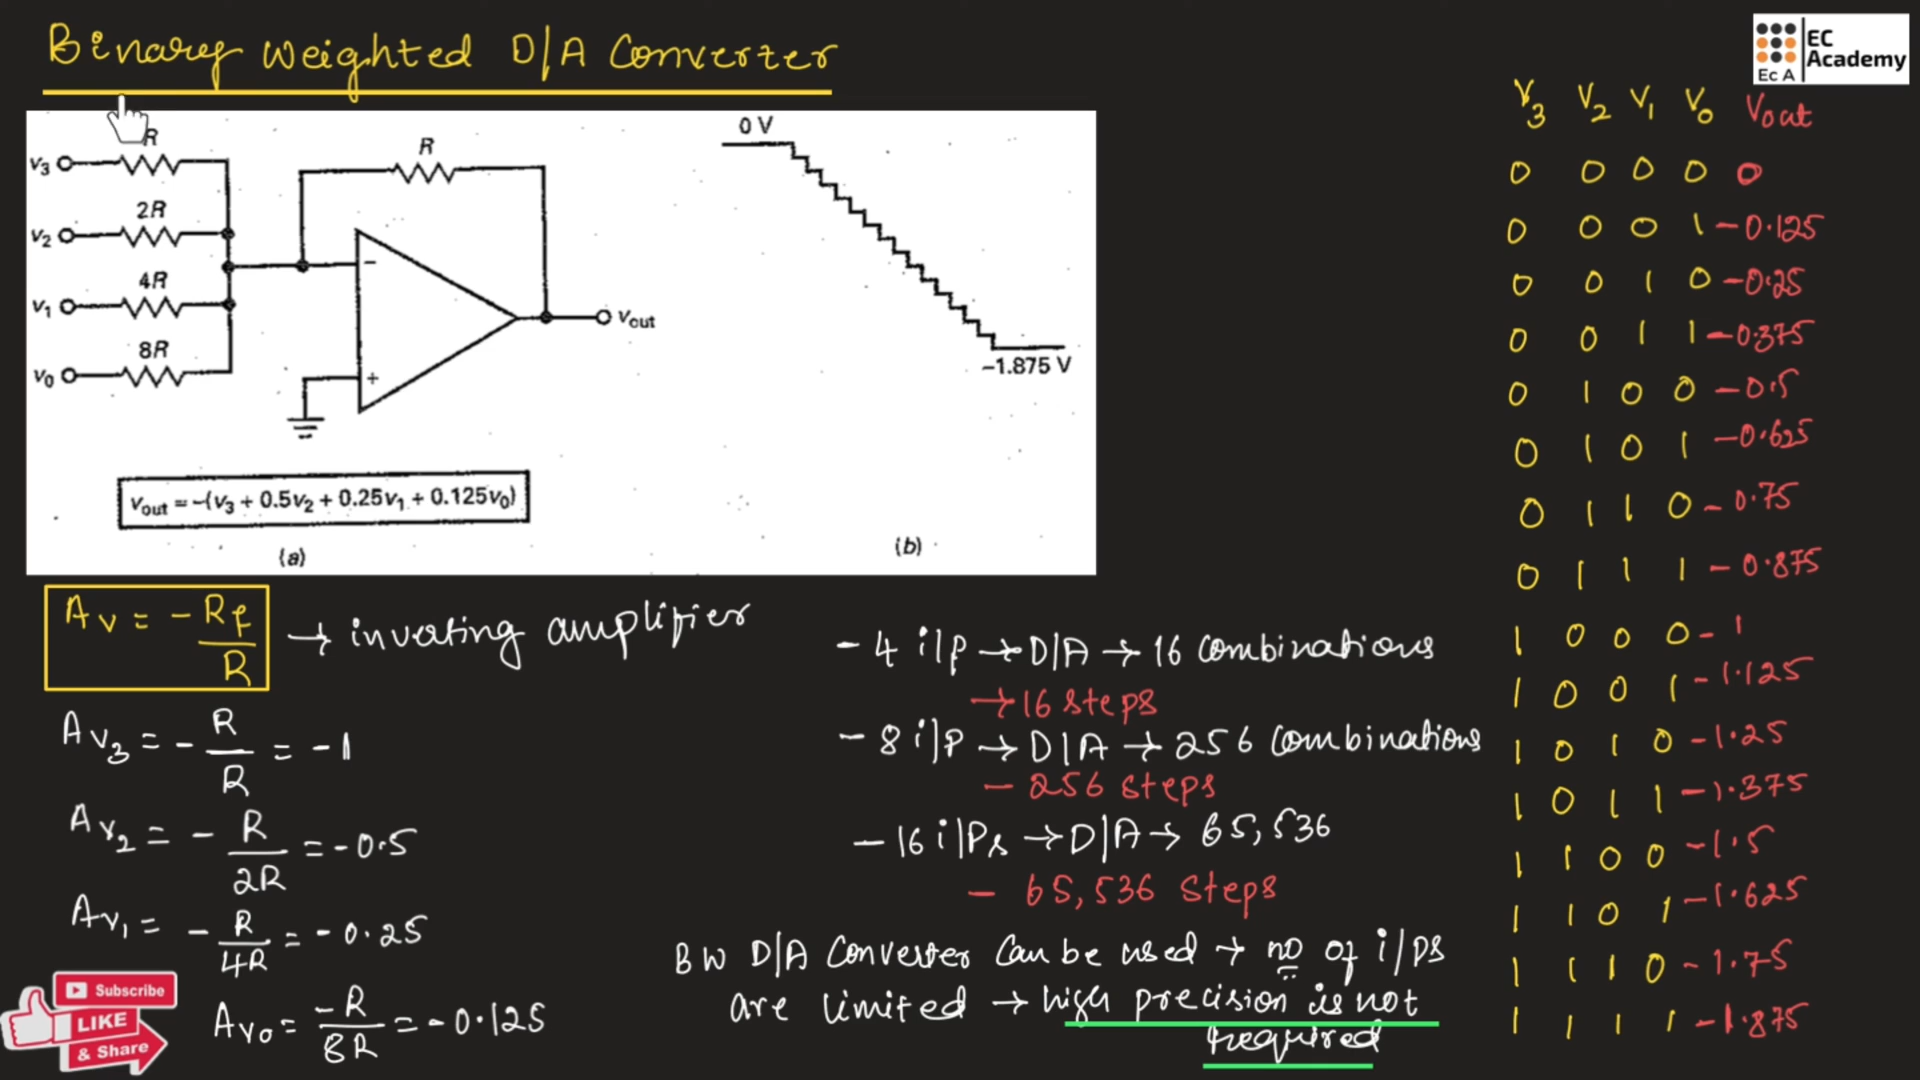 Binary weighted D/A Converter
EC
Academy
Ec A
R
V3
2R
V2
4R
V1
8R
V0
R
−
+
Vout
Vout = −(V3 + 0.5V2 + 0.25V1 + 0.125V0)
(a)
0 V
−1.875 V
(b)
Av = - Rf / R → inverting amplifier
Av3 = - R / R = -1
Av2 = - R / 2R = -0.5
Av1 = - R / 4R = -0.25
Av0 = -R / 8R = -0.125
- 4 i/p → D/A → 16 combinations
→ 16 steps
- 8 i/p → D/A → 256 combinations
- 256 steps
- 16 i/Ps → D/A → 65,536
- 65,536 steps
BW D/A Converter can be used → no of i/ps
are limited → high precision is not
required
V3 V2 V1 V0 Vout
0 0 0 0 0
0 0 0 1 -0.125
0 0 1 0 -0.25
0 0 1 1 -0.375
0 1 0 0 -0.5
0 1 0 1 -0.625
0 1 1 0 -0.75
0 1 1 1 -0.875
1 0 0 0 -1
1 0 0 1 -1.125
1 0 1 0 -1.25
1 0 1 1 -1.375
1 1 0 0 -1.5
1 1 0 1 -1.625
1 1 1 0 -1.75
1 1 1 1 -1.875
Subscribe
LIKE
& Share